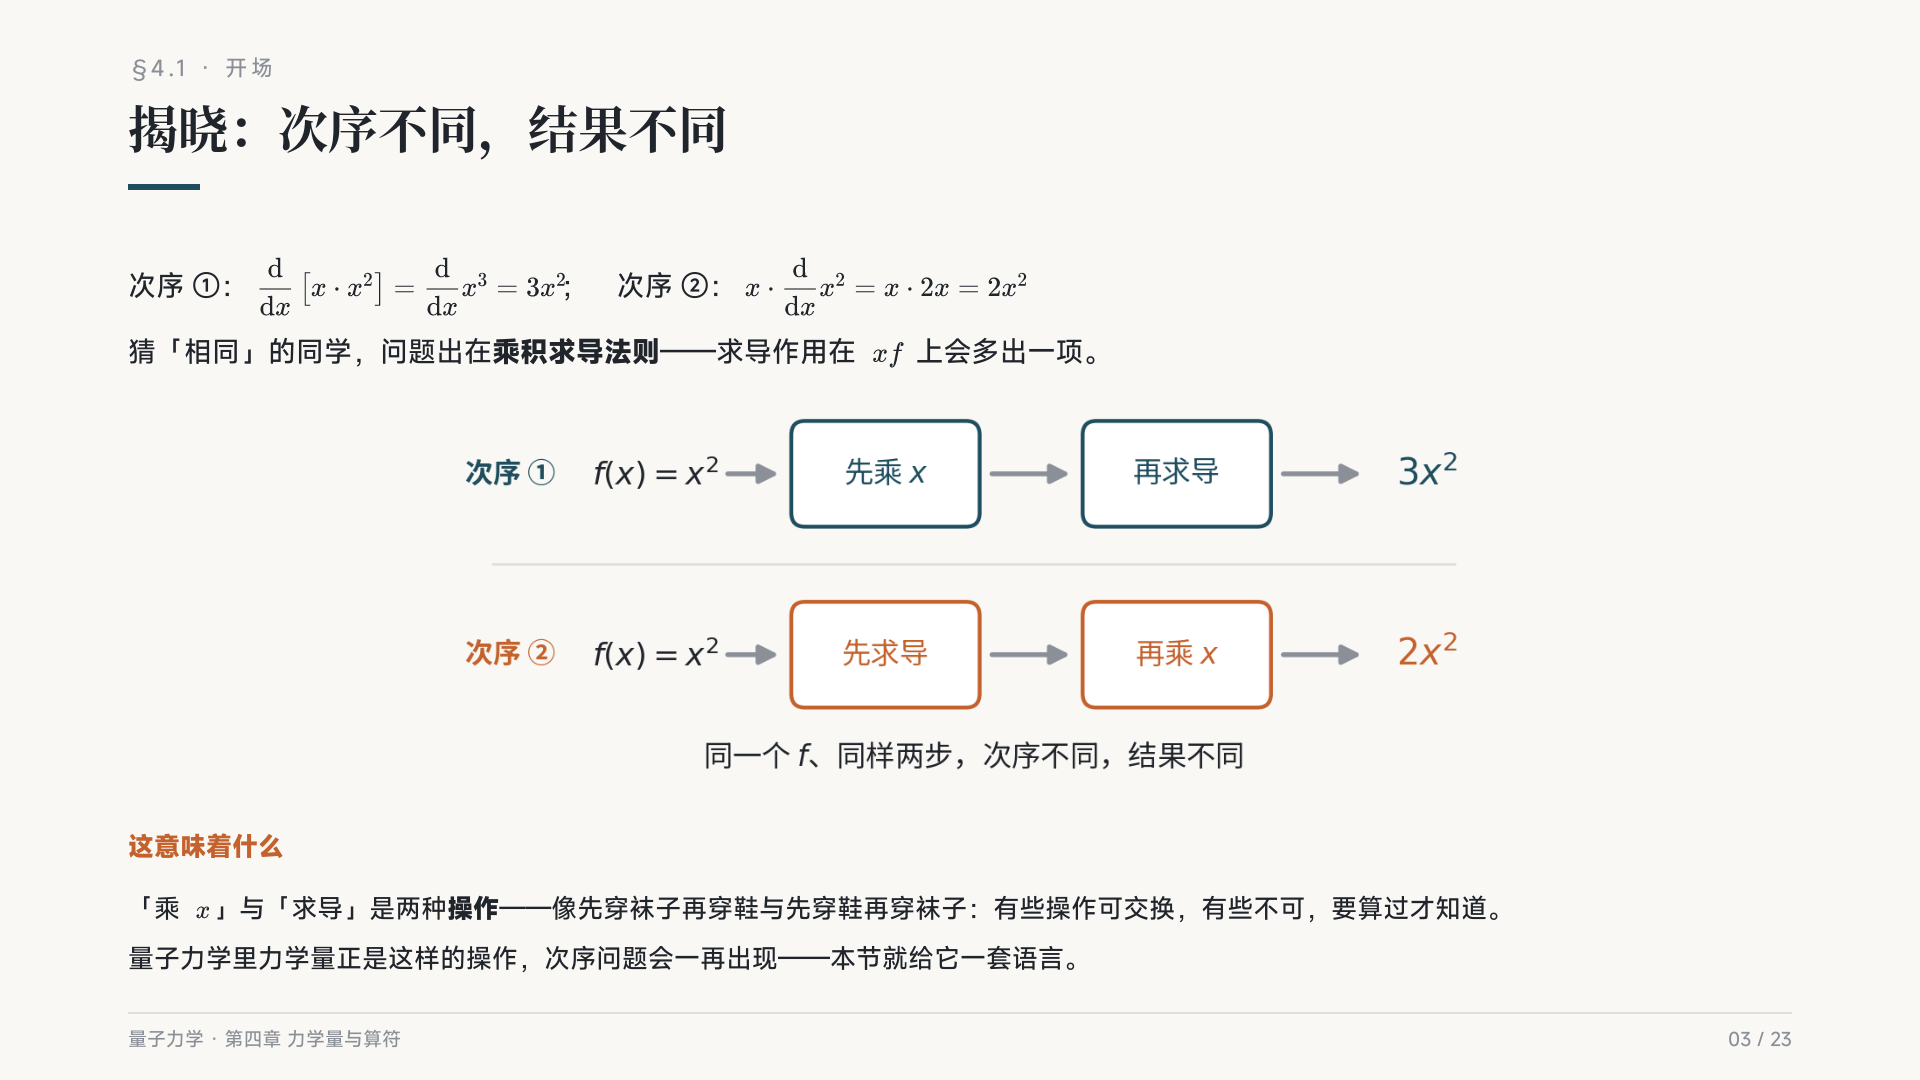 §4.1 · 开场
揭晓：次序不同，结果不同
次序 ①： d/dx [x · x²] = d/dx x³ = 3x²； 次序 ②： x · d/dx x² = x · 2x = 2x²
猜「相同」的同学，问题出在乘积求导法则——求导作用在 xf 上会多出一项。
次序 ① f(x) = x² 先乘 x 再求导 3x²
次序 ② f(x) = x² 先求导 再乘 x 2x²
同一个 f、同样两步，次序不同，结果不同
这意味着什么
「乘 x」与「求导」是两种操作——像先穿袜子再穿鞋与先穿鞋再穿袜子：有些操作可交换，有些不可，要算过才知道。
量子力学里力学量正是这样的操作，次序问题会一再出现——本节就给它一套语言。
量子力学 · 第四章 力学量与算符
03 / 23